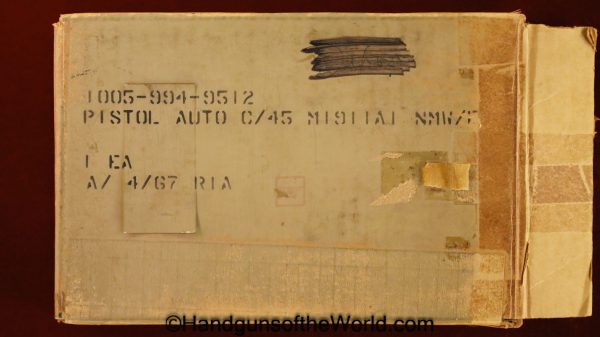 1005-994-9512
PISTOL AUTO C/45 M1911A1 NMW/
1 EA
A/ 4/67 RIA
©HandgunsoftheWorld.com